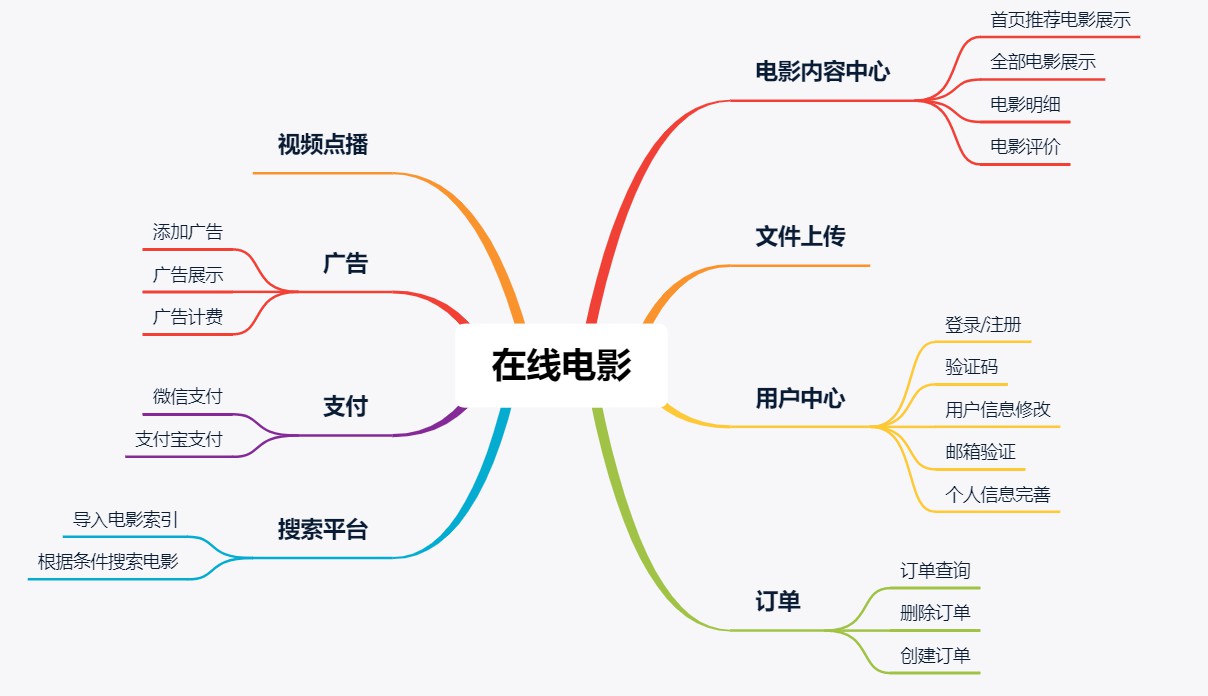 在线电影
电影内容中心
首页推荐电影展示
全部电影展示
电影明细
电影评价
文件上传
用户中心
登录/注册
验证码
用户信息修改
邮箱验证
个人信息完善
订单
订单查询
删除订单
创建订单
视频点播
广告
添加广告
广告展示
广告计费
支付
微信支付
支付宝支付
搜索平台
导入电影索引
根据条件搜索电影